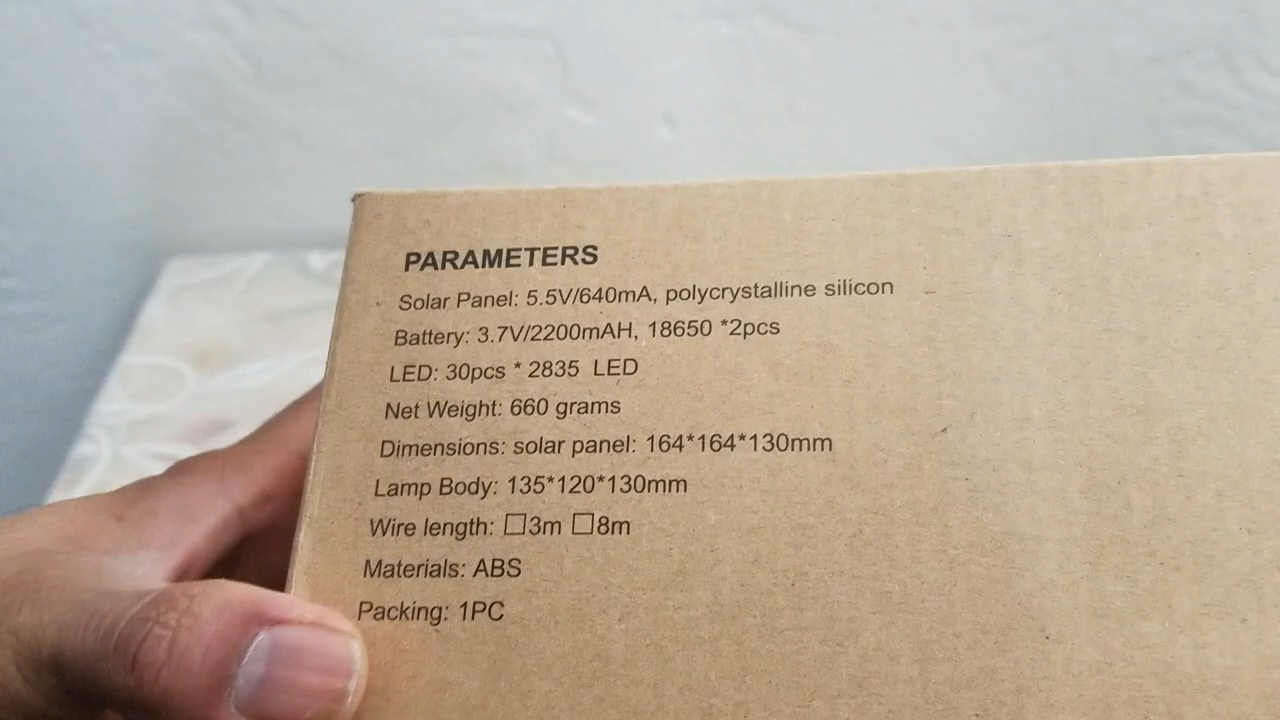 PARAMETERS
Solar Panel: 5.5V/640mA, polycrystalline silicon
Battery: 3.7V/2200mAH, 18650 *2pcs
LED: 30pcs * 2835 LED
Net Weight: 660 grams
Dimensions: solar panel: 164*164*130mm
Lamp Body: 135*120*130mm
Wire length: □3m □8m
Materials: ABS
Packing: 1PC